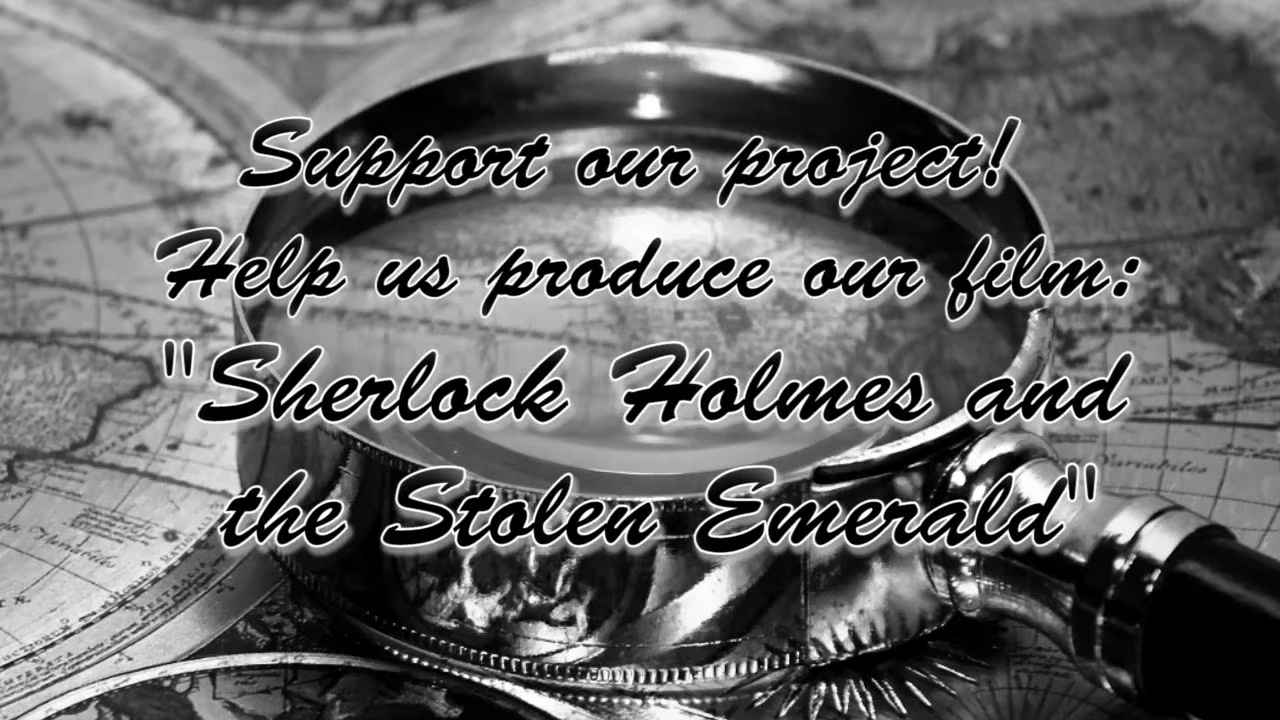 Support our project!
Help us produce our film:
"Sherlock Holmes and
the Stolen Emerald"